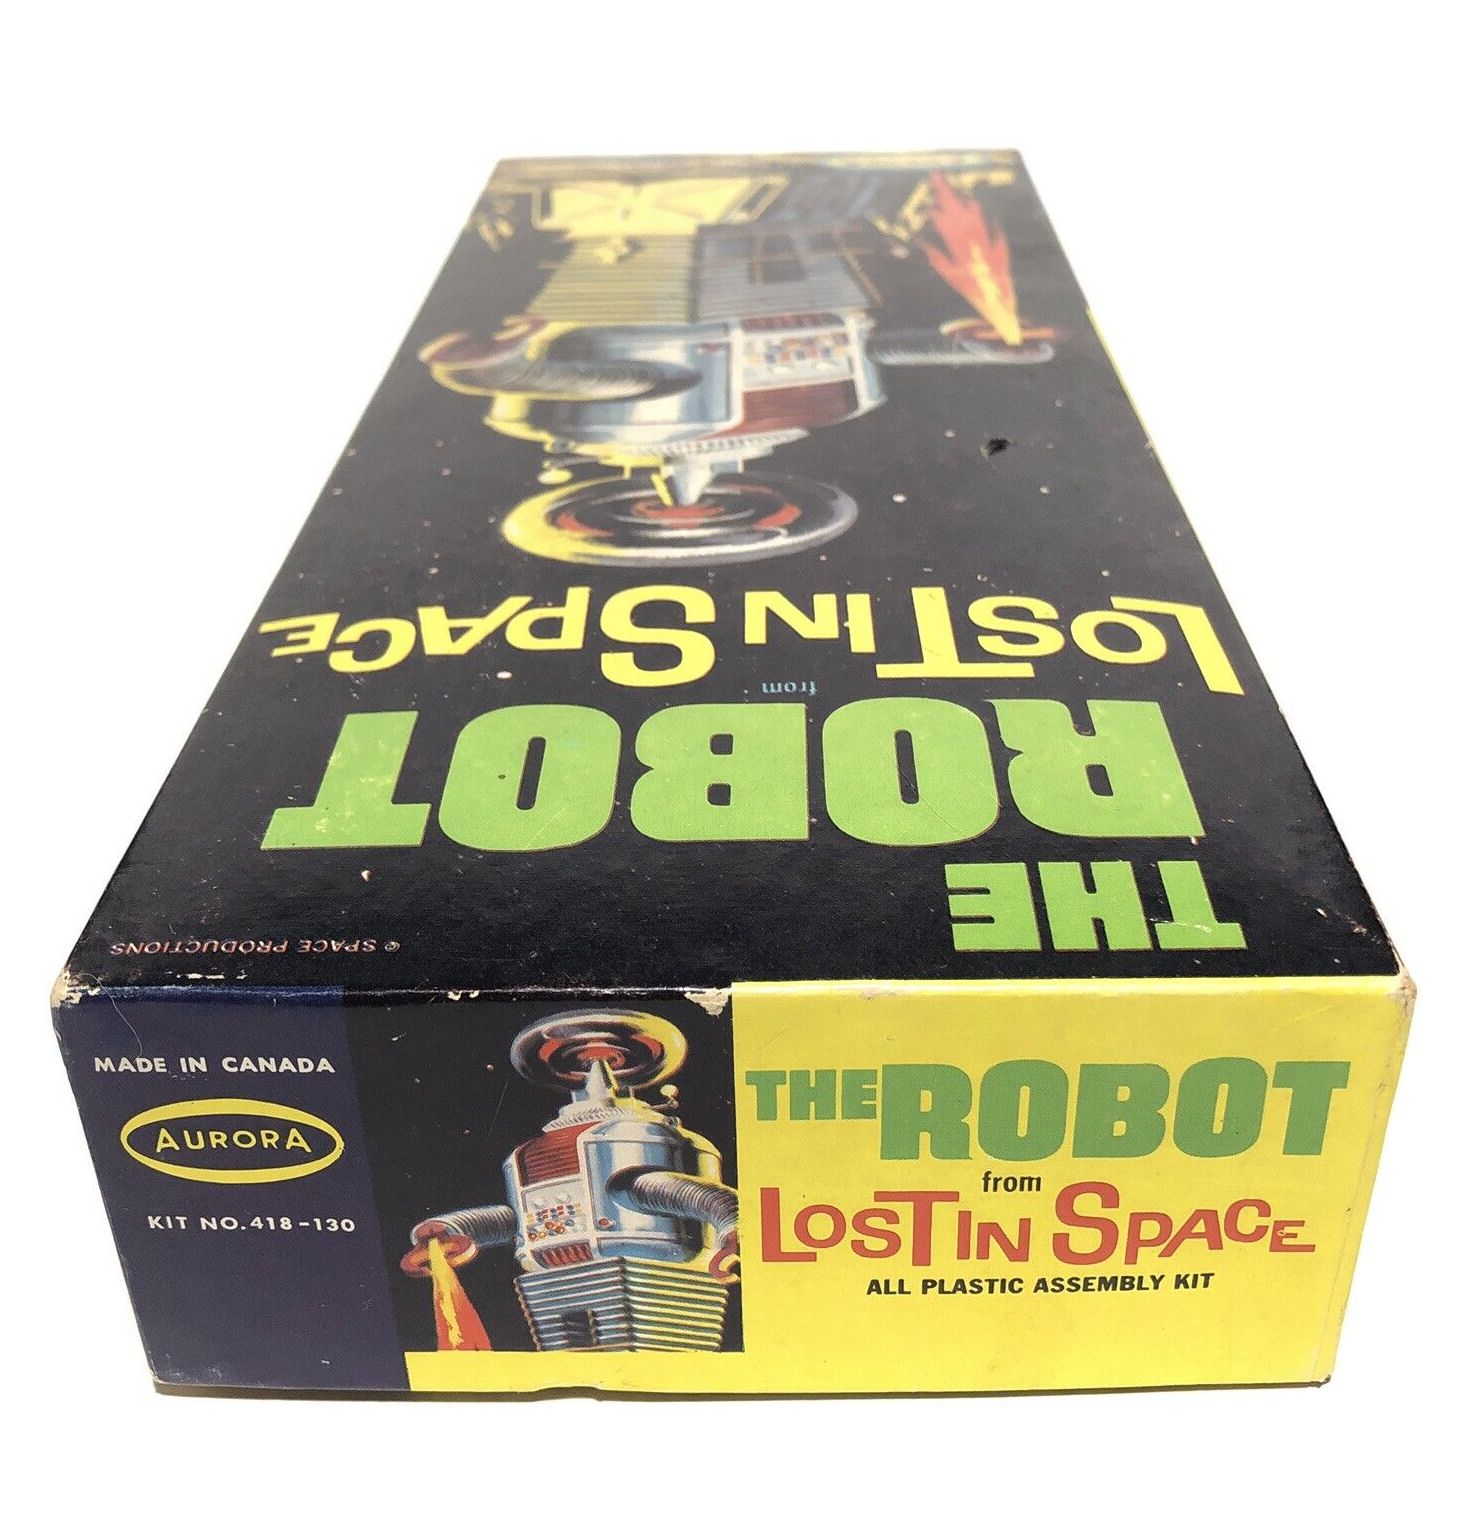 THE
ROBOT
from
LOST IN SPACE
© SPACE PRODUCTIONS
MADE IN CANADA
AURORA
KIT NO. 418-130
THE ROBOT
from
LOST IN SPACE
ALL PLASTIC ASSEMBLY KIT